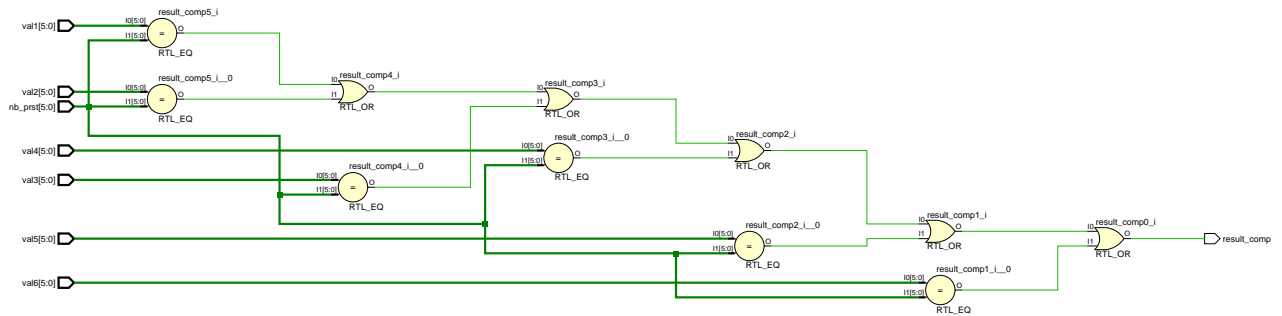 result_comp5_i
val1[5:0]
I0[5:0]
I1[5:0]
=
O
RTL_EQ
result_comp5_i__0
val2[5:0]
nb_prst[5:0]
I0[5:0]
I1[5:0]
=
O
RTL_EQ
result_comp4_i
I0
I1
O
RTL_OR
result_comp3_i
I0
I1
O
RTL_OR
result_comp2_i
I0
I1
O
RTL_OR
val4[5:0]
result_comp3_i__0
I0[5:0]
I1[5:0]
=
O
RTL_EQ
val3[5:0]
result_comp4_i__0
I0[5:0]
I1[5:0]
=
O
RTL_EQ
result_comp1_i
I0
I1
O
RTL_OR
result_comp0_i
I0
I1
O
RTL_OR
result_comp
val5[5:0]
result_comp2_i__0
I0[5:0]
I1[5:0]
=
O
RTL_EQ
val6[5:0]
result_comp1_i__0
I0[5:0]
I1[5:0]
=
O
RTL_EQ